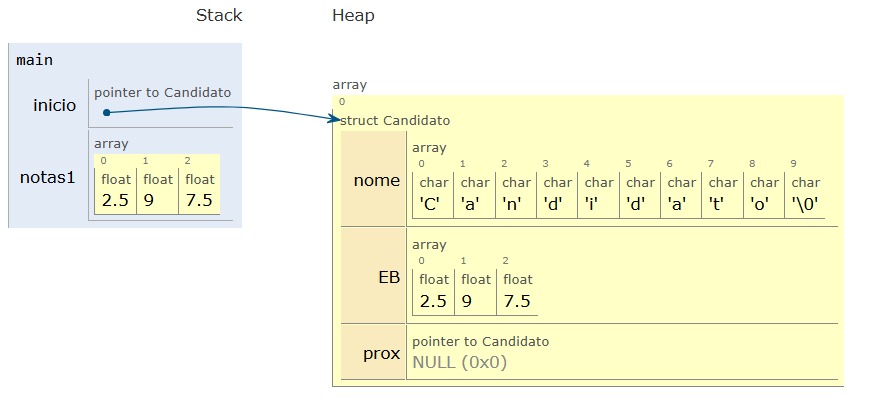 Stack Heap
main
inicio
pointer to Candidato
notas1
array
0 1 2
float float float
2.5 9 7.5
array
0
struct Candidato
nome
array
0 1 2 3 4 5 6 7 8 9
char char char char char char char char char char
'C' 'a' 'n' 'd' 'i' 'd' 'a' 't' 'o' '\0'
EB
array
0 1 2
float float float
2.5 9 7.5
prox
pointer to Candidato
NULL (0x0)